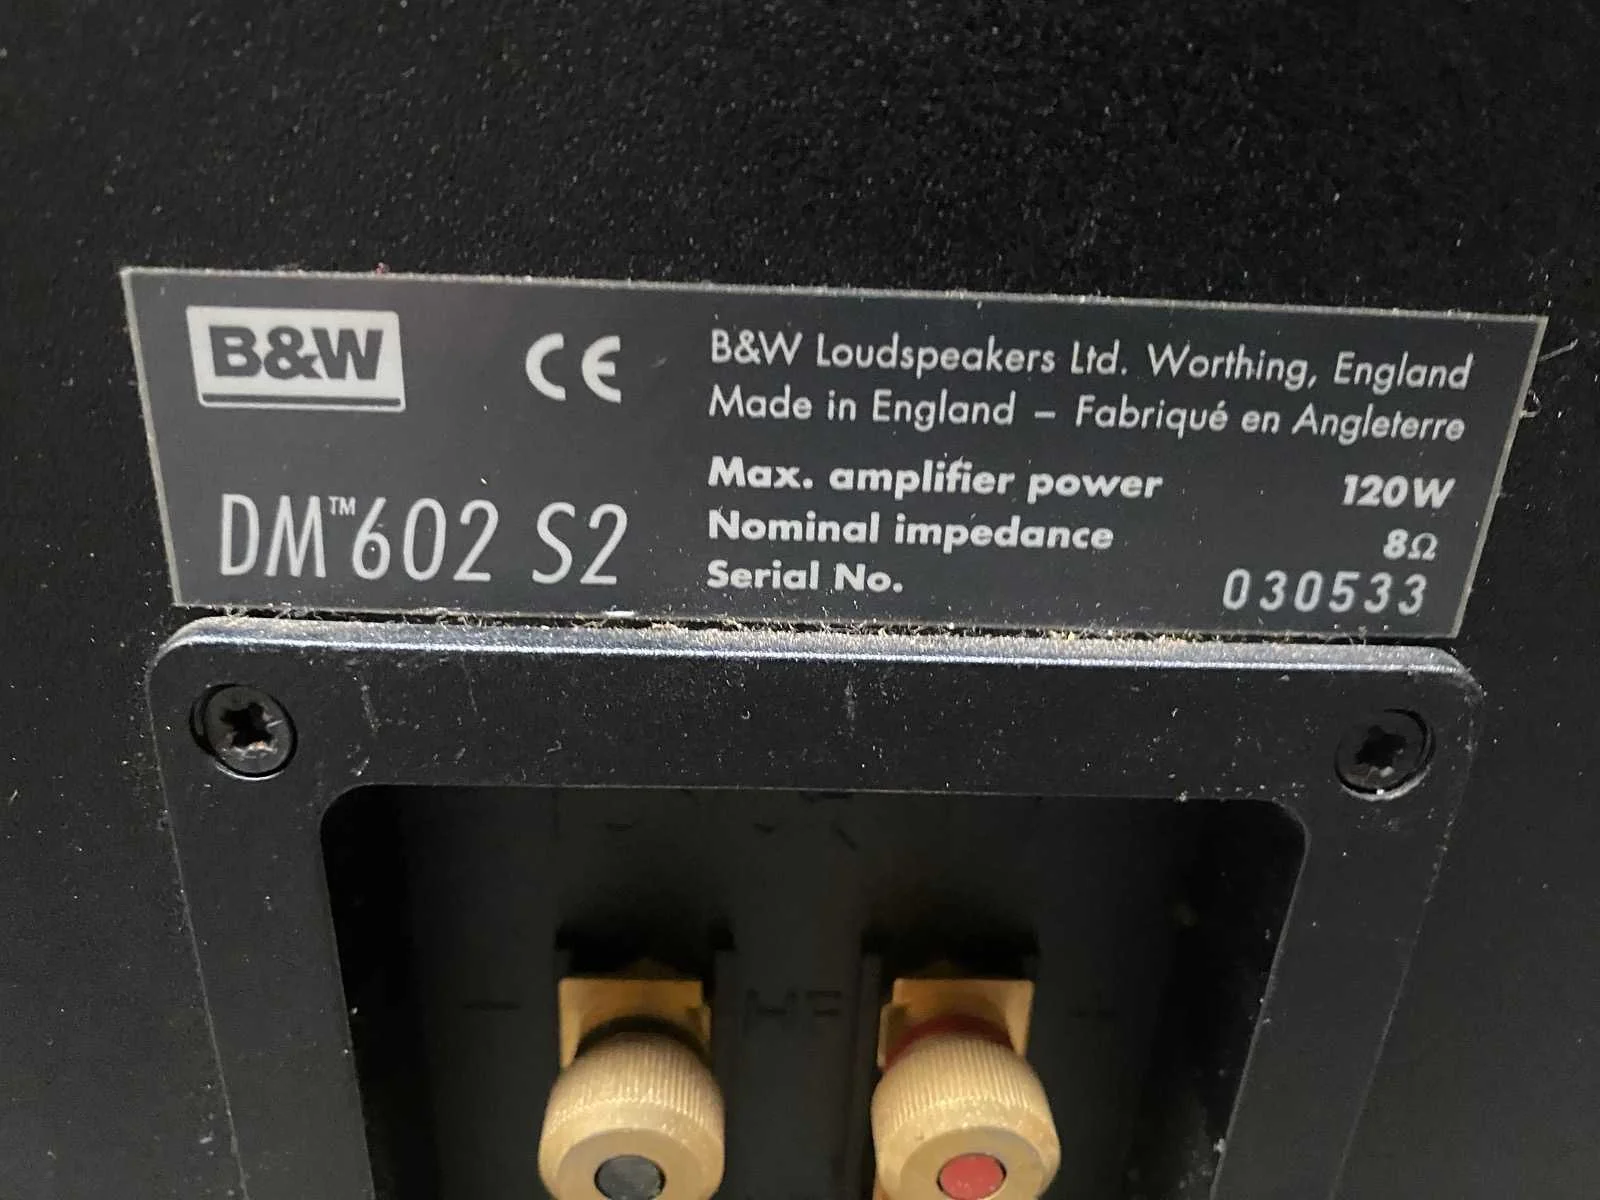 B&W
CE
DM™602 S2
B&W Loudspeakers Ltd. Worthing, England
Made in England – Fabriqué en Angleterre
Max. amplifier power 120W
Nominal impedance 8Ω
Serial No. 030533
− HF +